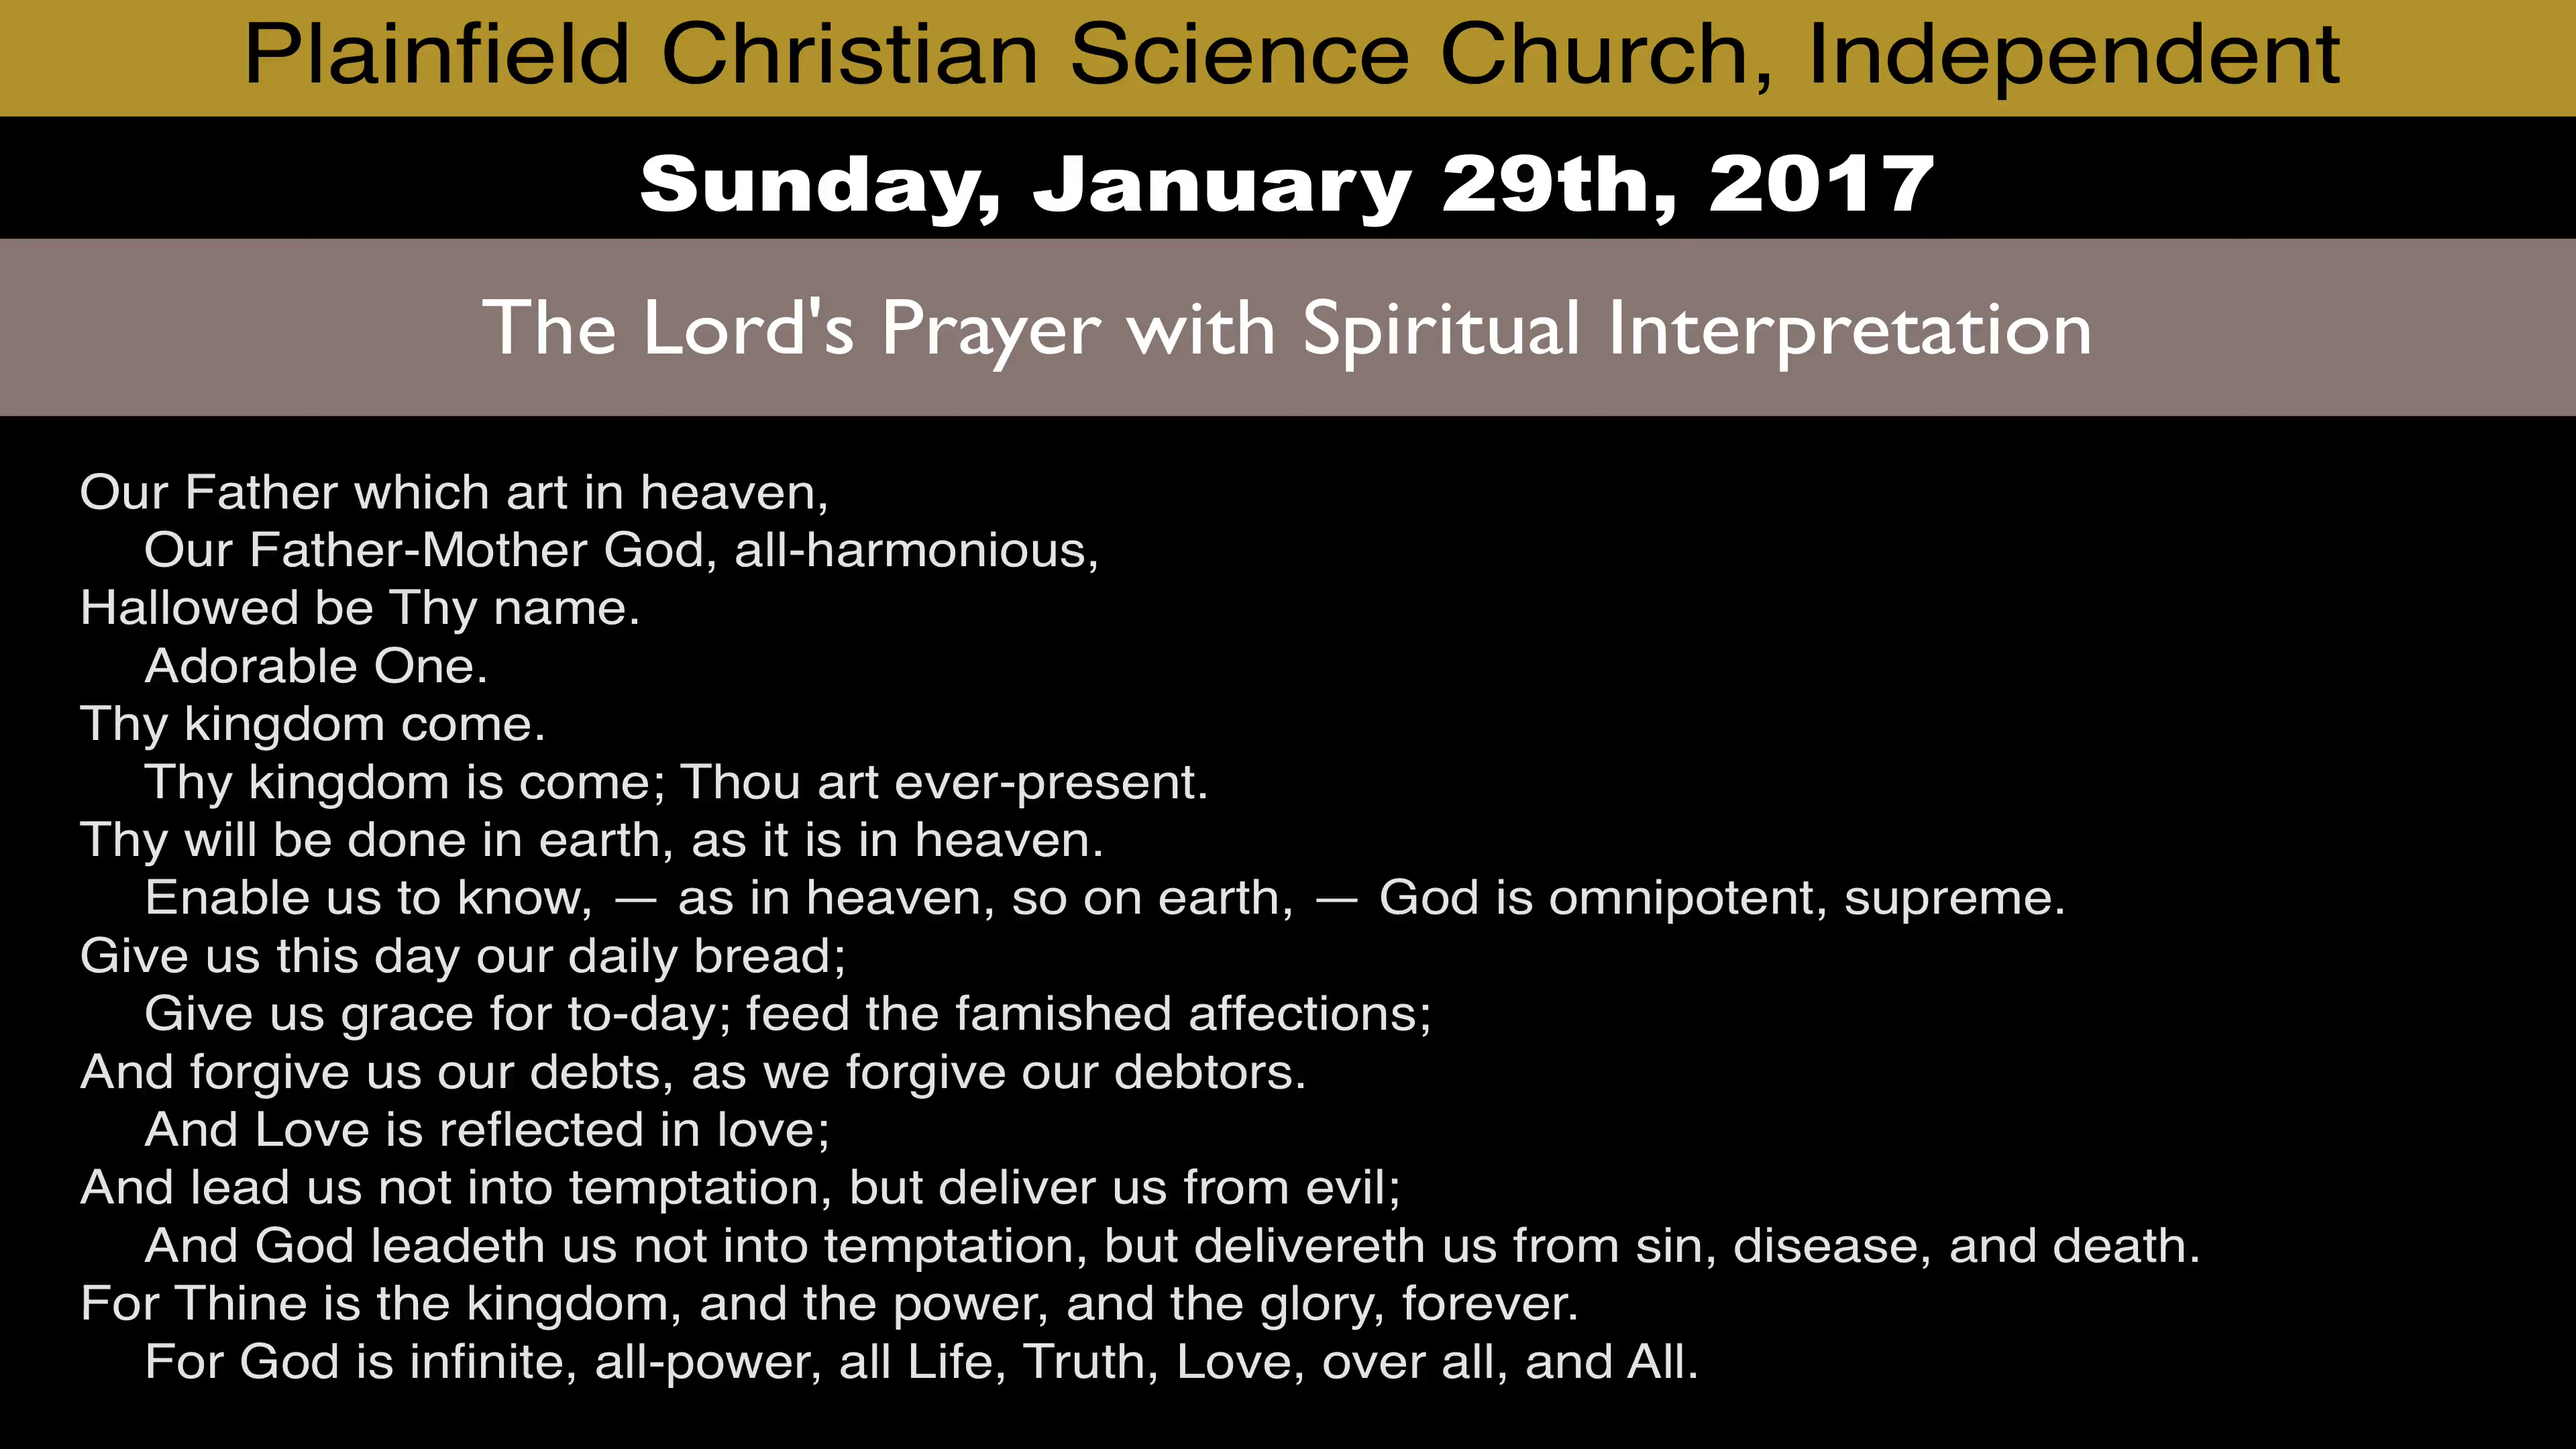 Plainfield Christian Science Church, Independent
Sunday, January 29th, 2017
The Lord's Prayer with Spiritual Interpretation
Our Father which art in heaven,
Our Father-Mother God, all-harmonious,
Hallowed be Thy name.
Adorable One.
Thy kingdom come.
Thy kingdom is come; Thou art ever-present.
Thy will be done in earth, as it is in heaven.
Enable us to know, — as in heaven, so on earth, — God is omnipotent, supreme.
Give us this day our daily bread;
Give us grace for to-day; feed the famished affections;
And forgive us our debts, as we forgive our debtors.
And Love is reflected in love;
And lead us not into temptation, but deliver us from evil;
And God leadeth us not into temptation, but delivereth us from sin, disease, and death.
For Thine is the kingdom, and the power, and the glory, forever.
For God is infinite, all-power, all Life, Truth, Love, over all, and All.